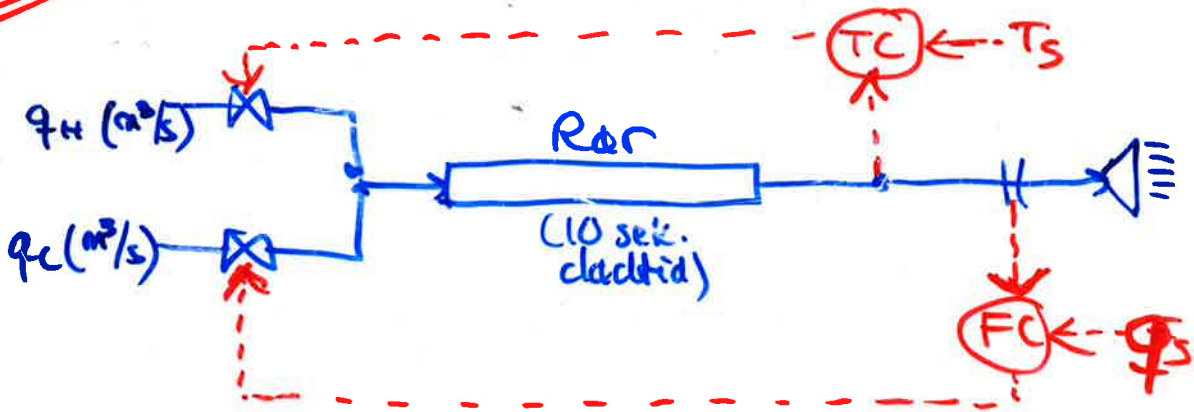 TC
Ts
qH (m³/s)
Rør
(10 sek.
dødtid)
qC (m³/s)
FC
qs